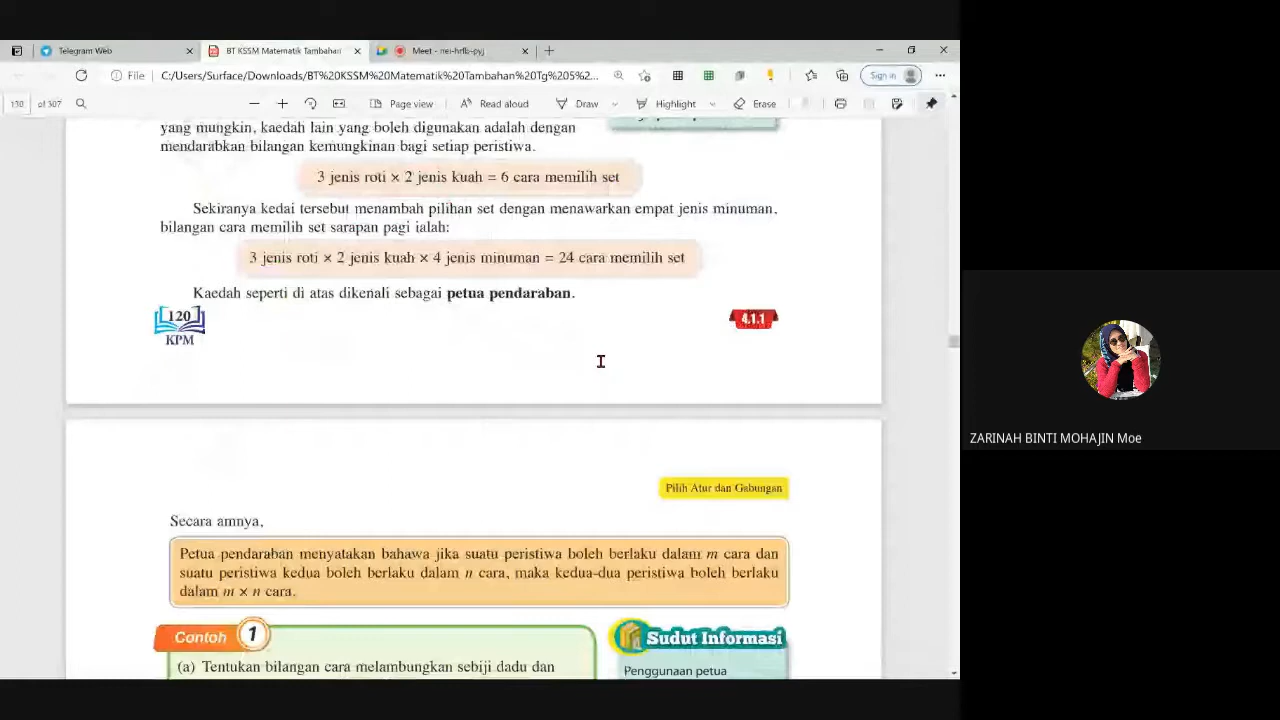 Telegram Web
BT KSSM Matematik Tambahan
Meet - nei-hrfk-pyj
File
C:/Users/Surface/Downloads/BT%20KSSM%20Matematik%20Tambahan%20Tg%205%2...
Sign in
130 of 307
Page view
Read aloud
Draw
Highlight
Erase
yang mungkin, kaedah lain yang boleh digunakan adalah dengan
mendarabkan bilangan kemungkinan bagi setiap peristiwa.
3 jenis roti × 2 jenis kuah = 6 cara memilih set
Sekiranya kedai tersebut menambah pilihan set dengan menawarkan empat jenis minuman,
bilangan cara memilih set sarapan pagi ialah:
3 jenis roti × 2 jenis kuah × 4 jenis minuman = 24 cara memilih set
Kaedah seperti di atas dikenali sebagai petua pendaraban.
120
KPM
4.1.1
Pilih Atur dan Gabungan
Secara amnya,
Petua pendaraban menyatakan bahawa jika suatu peristiwa boleh berlaku dalam m cara dan
suatu peristiwa kedua boleh berlaku dalam n cara, maka kedua-dua peristiwa boleh berlaku
dalam m × n cara.
Contoh 1
Sudut Informasi
(a) Tentukan bilangan cara melambungkan sebiji dadu dan
Penggunaan petua
ZARINAH BINTI MOHAJIN Moe